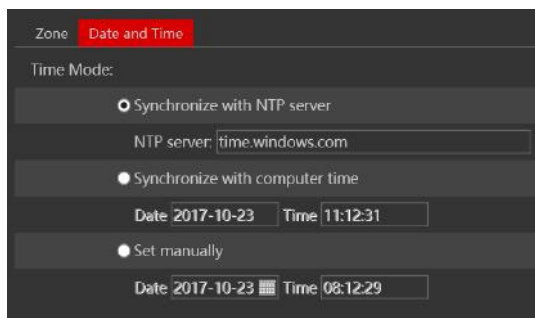 Zone Date and Time
Time Mode:
Synchronize with NTP server
NTP server: time.windows.com
Synchronize with computer time
Date 2017-10-23 Time 11:12:31
Set manually
Date 2017-10-23 Time 08:12:29